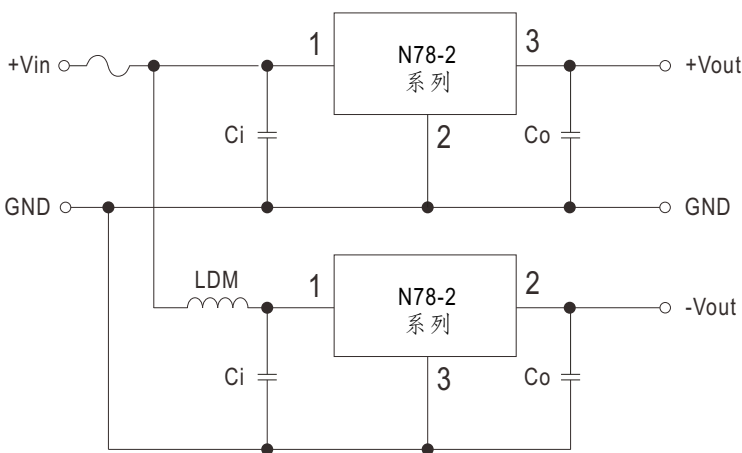 1
N78-2
系列
3
+Vin
+Vout
Ci
2
Co
GND
GND
LDM
1
N78-2
系列
2
-Vout
Ci
3
Co